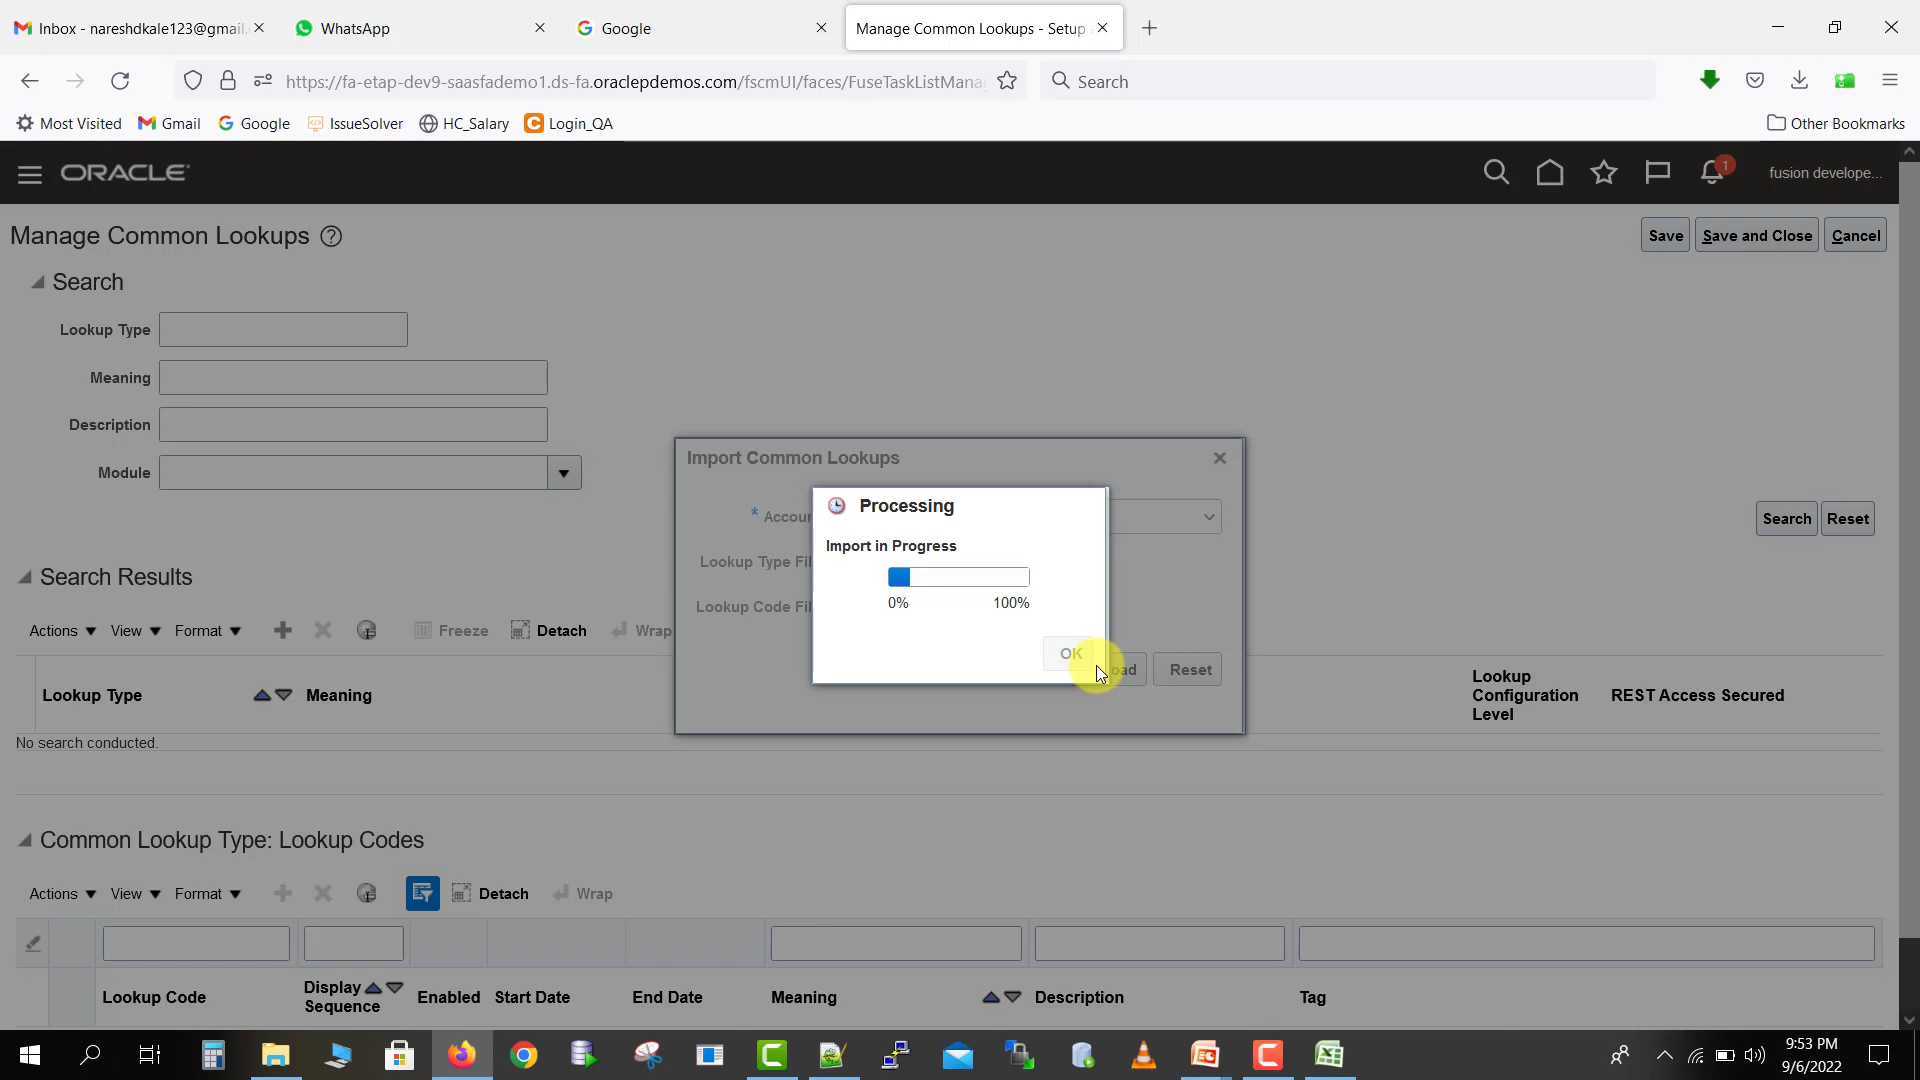 Inbox - nareshdkale123@gmail.
WhatsApp
Google
Manage Common Lookups - Setup
https://fa-etap-dev9-saasfademo1.ds-fa.oraclepdemos.com/fscmUI/faces/FuseTaskListMana
Search
Most Visited
Gmail
Google
IssueSolver
HC_Salary
Login_QA
Other Bookmarks
ORACLE
1
fusion develope...
Manage Common Lookups
Save
Save and Close
Cancel
Search
Lookup Type
Meaning
Description
Module
Search
Reset
Import Common Lookups
* Accou
Lookup Type Fil
Lookup Code Fil
Processing
Import in Progress
0%
100%
OK
oad
Reset
Search Results
Actions
View
Format
Freeze
Detach
Wrap
Lookup Type
Meaning
Lookup
Configuration
Level
REST Access Secured
No search conducted.
Common Lookup Type: Lookup Codes
Actions
View
Format
Detach
Wrap
Lookup Code
Display
Sequence
Enabled
Start Date
End Date
Meaning
Description
Tag
9:53 PM
9/6/2022